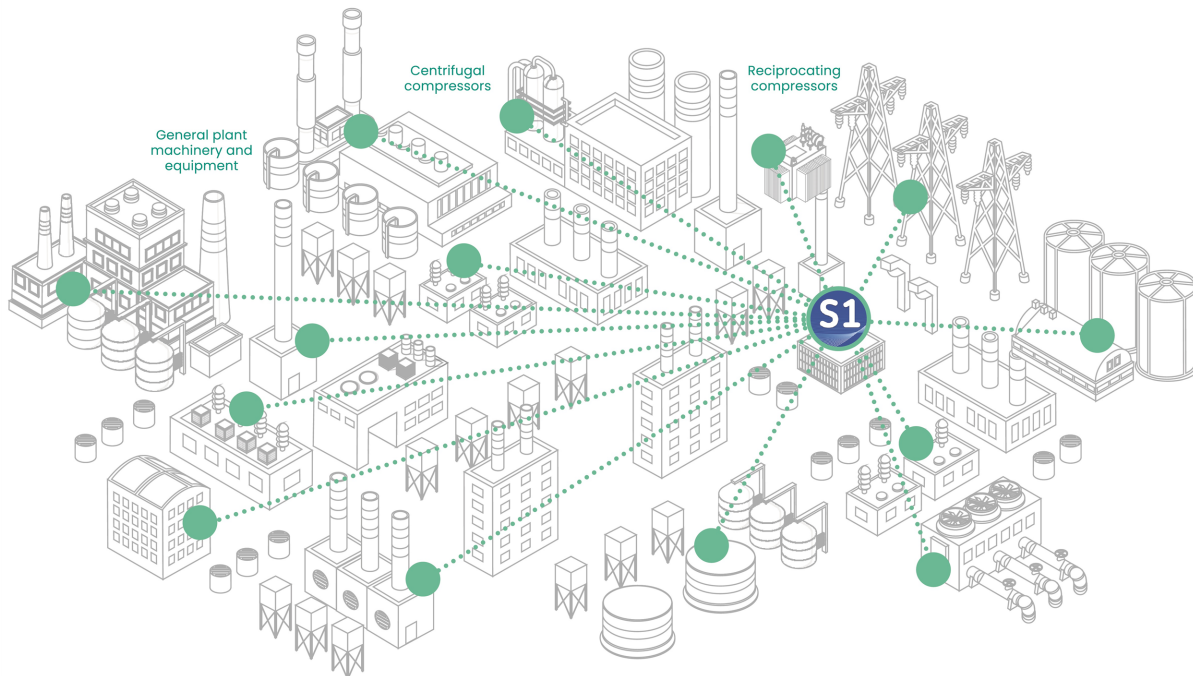 Centrifugal
compressors
Reciprocating
compressors
General plant
machinery and
equipment
S1